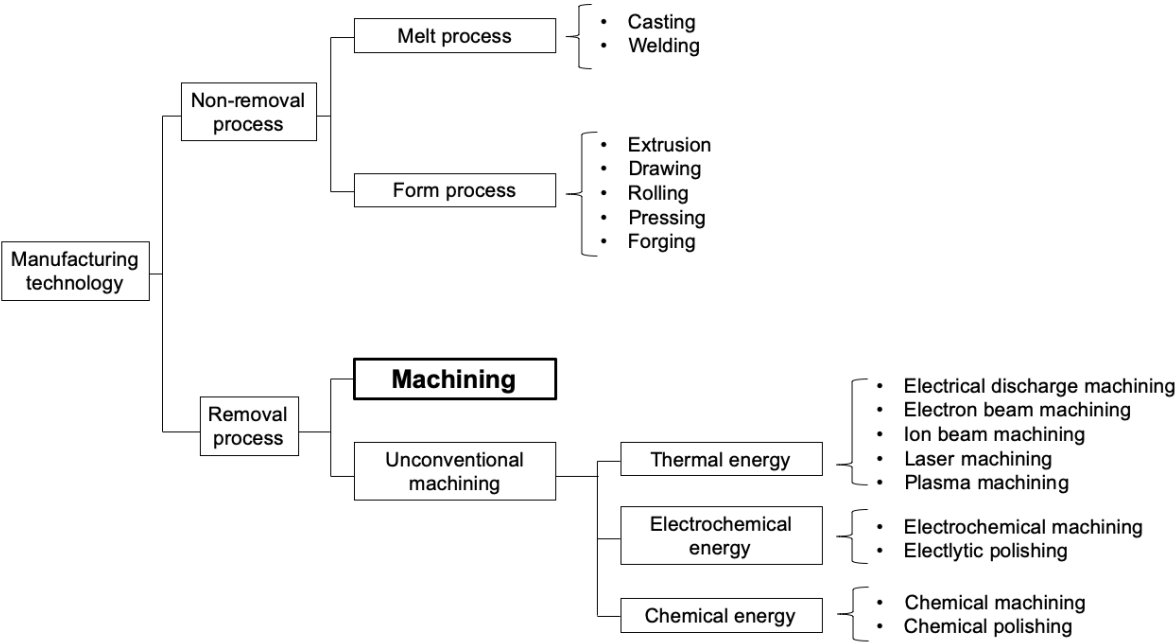 Manufacturing
technology
Non-removal
process
Melt process
• Casting
• Welding
Form process
• Extrusion
• Drawing
• Rolling
• Pressing
• Forging
Removal
process
Machining
Unconventional
machining
Thermal energy
• Electrical discharge machining
• Electron beam machining
• Ion beam machining
• Laser machining
• Plasma machining
Electrochemical
energy
• Electrochemical machining
• Electlytic polishing
Chemical energy
• Chemical machining
• Chemical polishing